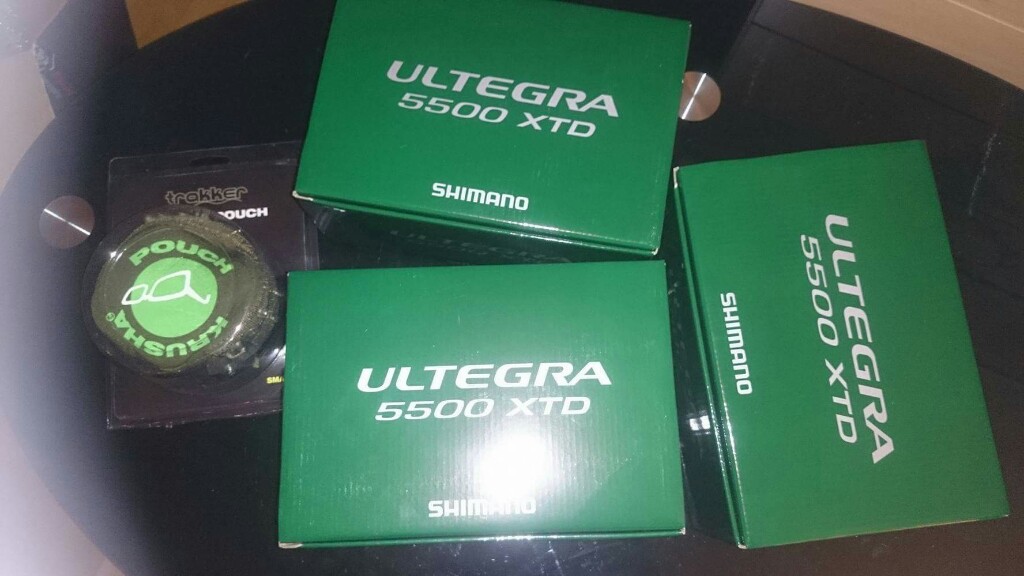 ULTEGRA
5500 XTD
SHIMANO
trakker
POUCH
POUCH
KRUSHA®
ULTEGRA
5500 XTD
SHIMANO
ULTEGRA
5500 XTD
SHIMANO